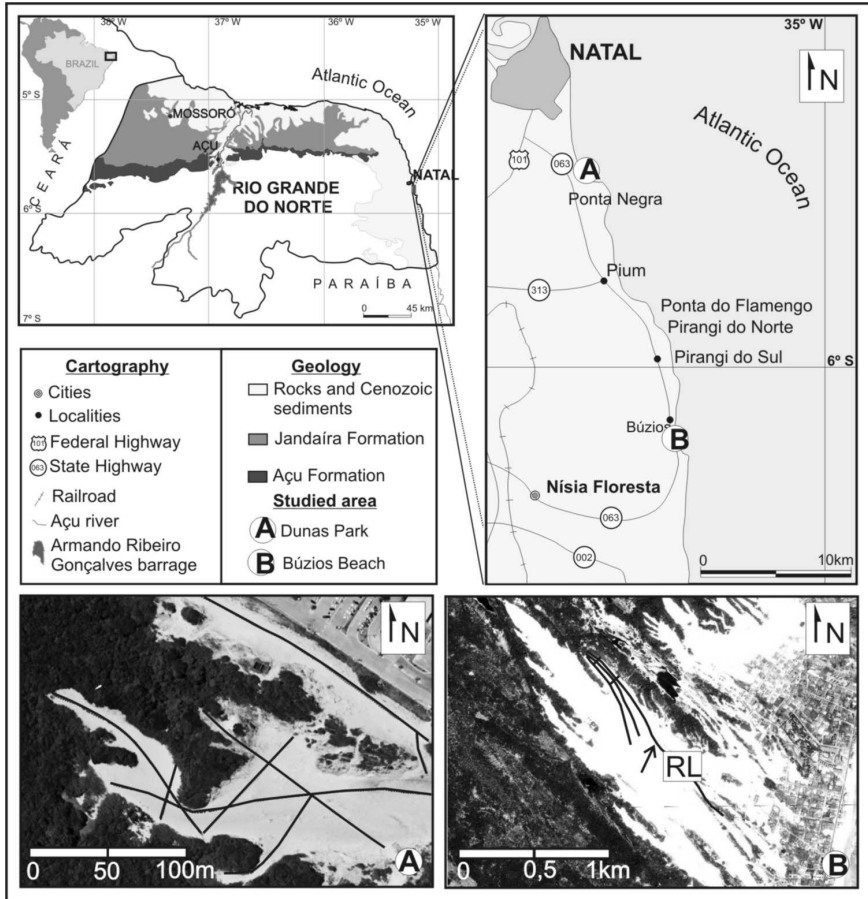 38º W
37º W
36º W
35º W
BRAZIL
Atlantic Ocean
5º S
MOSSORÓ
CEARÁ
AÇU
NATAL
RIO GRANDE
DO NORTE
6º S
PARAÍBA
0 45 km
7º S
35º W
NATAL
N
Atlantic Ocean
101
063
A
Ponta Negra
Pium
313
Ponta do Flamengo
Pirangi do Norte
Pirangi do Sul
6º S
Búzios
B
Nísia Floresta
063
002
0 10km
Cartography
Cities
Localities
101 Federal Highway
063 State Highway
Railroad
Açu river
Armando Ribeiro
Gonçalves barrage
Geology
Rocks and Cenozoic
sediments
Jandaíra Formation
Açu Formation
Studied area
A Dunas Park
B Búzios Beach
N
0 50 100m
A
N
RL
0 0,5 1km
B